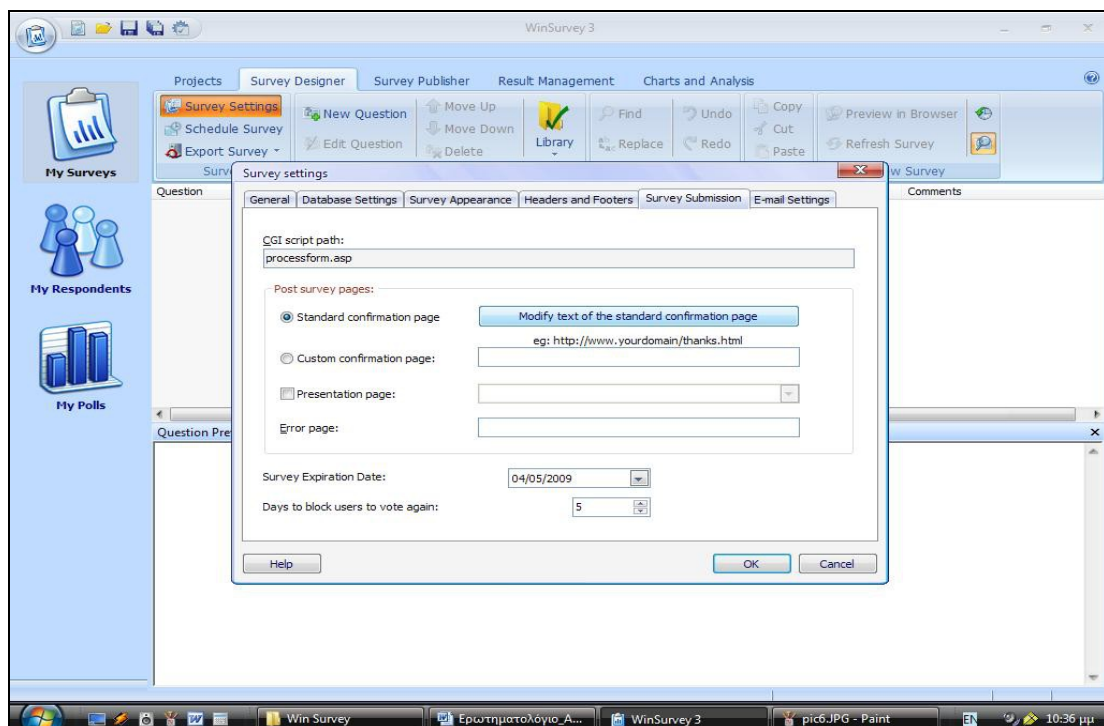 WinSurvey 3
Projects Survey Designer Survey Publisher Result Management Charts and Analysis
Survey Settings
Schedule Survey
Export Survey
New Question
Edit Question
Move Up
Move Down
Delete
Library
Find
Replace
Undo
Redo
Copy
Cut
Paste
Preview in Browser
Refresh Survey
Surv
w Survey
My Surveys
My Respondents
My Polls
Question
Comments
Survey settings
General Database Settings Survey Appearance Headers and Footers Survey Submission E-mail Settings
CGI script path:
processform.asp
Post survey pages:
Standard confirmation page Modify text of the standard confirmation page
eg: http://www.yourdomain/thanks.html
Custom confirmation page:
Presentation page:
Error page:
Question Pre
Survey Expiration Date: 04/05/2009
Days to block users to vote again: 5
Help OK Cancel
Win Survey Ερωτηματολόγιο_Α... WinSurvey 3 pic6.JPG - Paint EN 10:36 μμ